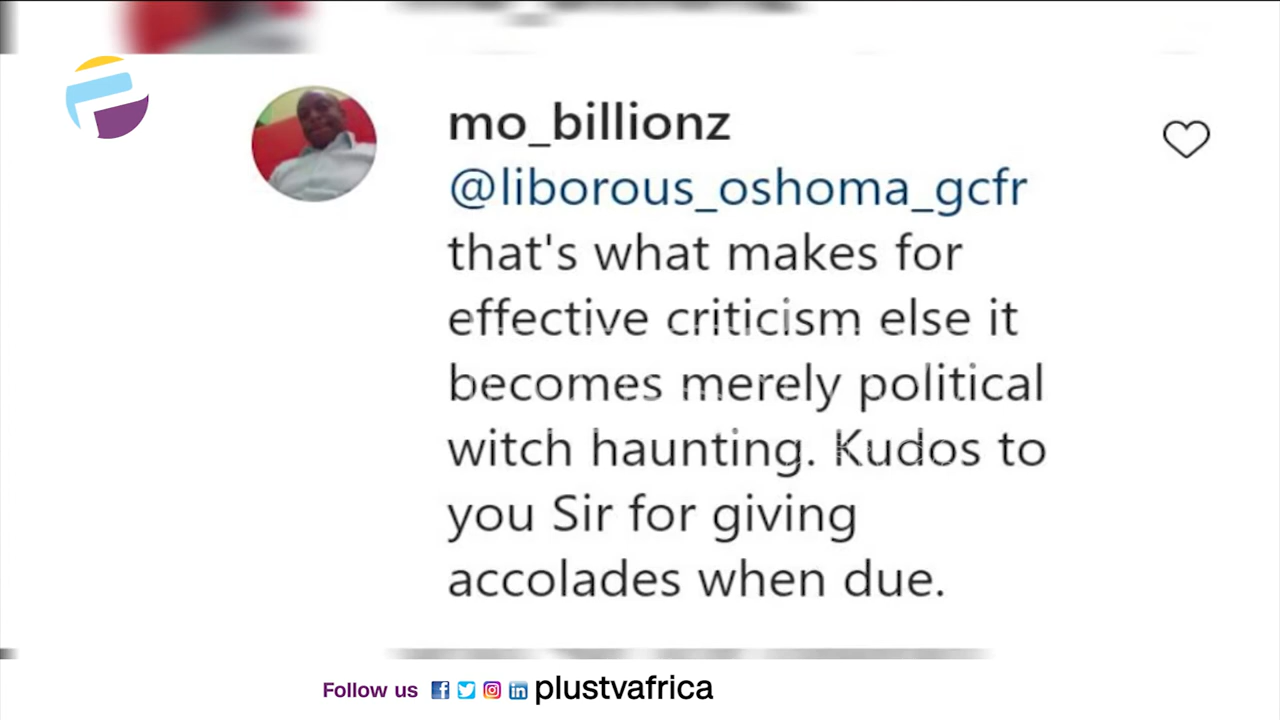 mo_billionz
@liborous_oshoma_gcfr
that's what makes for
effective criticism else it
becomes merely political
witch haunting. Kudos to
you Sir for giving
accolades when due.
Follow us plustvafrica